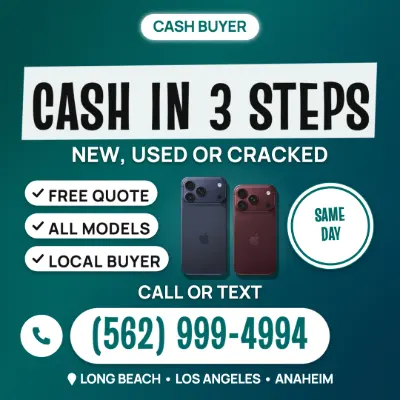 CASH BUYER
CASH IN 3 STEPS
NEW, USED OR CRACKED
FREE QUOTE
ALL MODELS
LOCAL BUYER
SAME
DAY
CALL OR TEXT
(562) 999-4994
LONG BEACH • LOS ANGELES • ANAHEIM